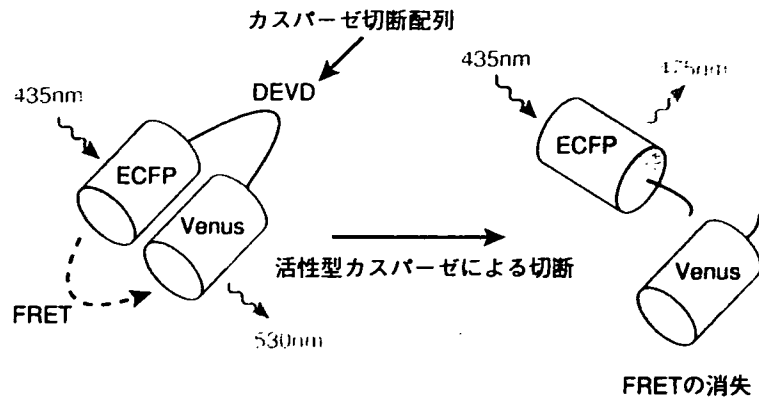 カスパーゼ切断配列
DEVD
435nm
ECFP
Venus
FRET
530nm
活性型カスパーゼによる切断
435nm
475nm
ECFP
Venus
FRETの消失